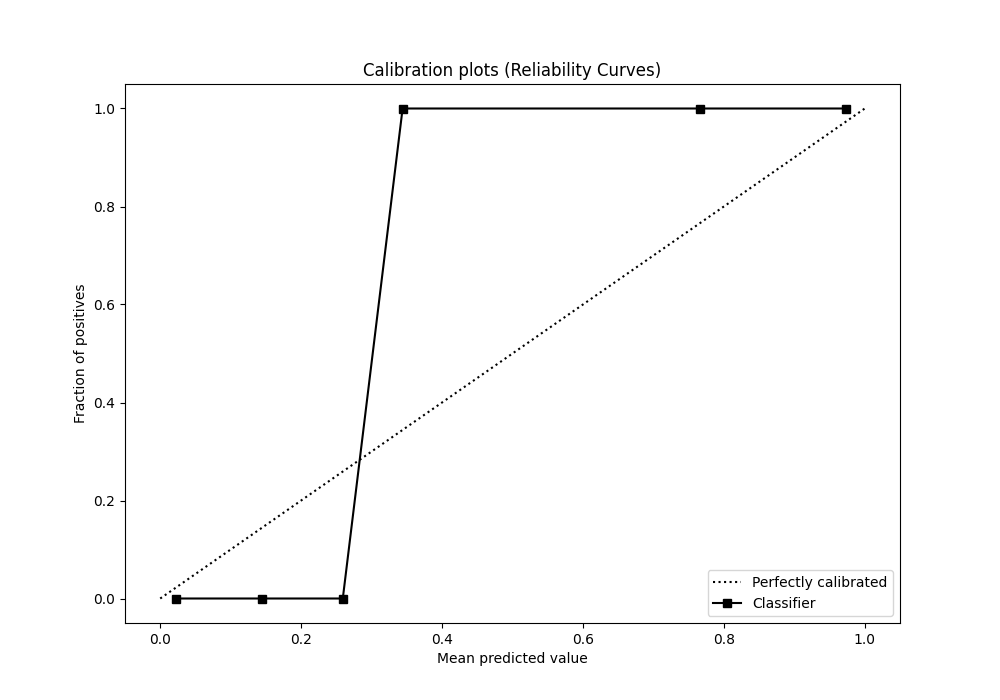 Calibration plots (Reliability Curves)
Fraction of positives
1.0
0.8
0.6
0.4
0.2
0.0
0.0 0.2 0.4 0.6 0.8 1.0
Mean predicted value
Perfectly calibrated
Classifier